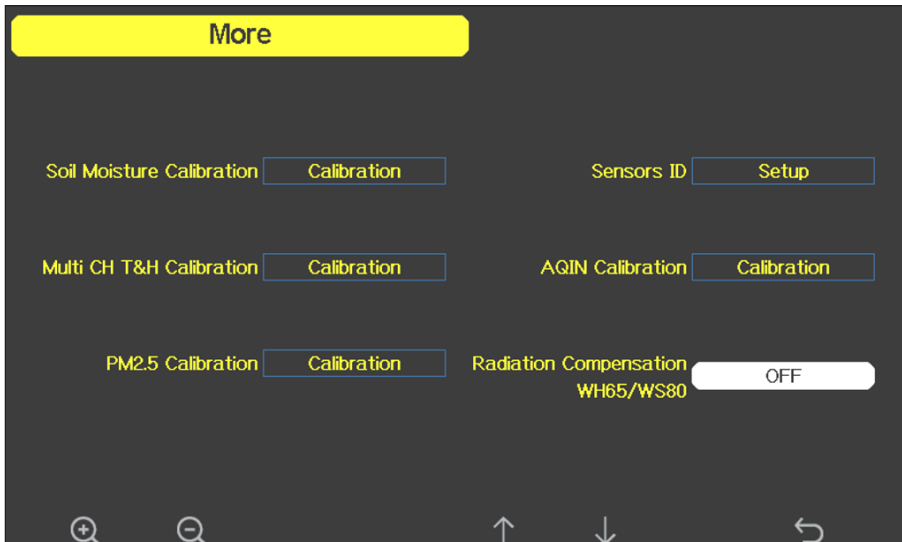 More
Soil Moisture Calibration Calibration
Sensors ID Setup
Multi CH T&H Calibration Calibration
AQIN Calibration Calibration
PM2.5 Calibration Calibration
Radiation Compensation
WH65/WS80
OFF